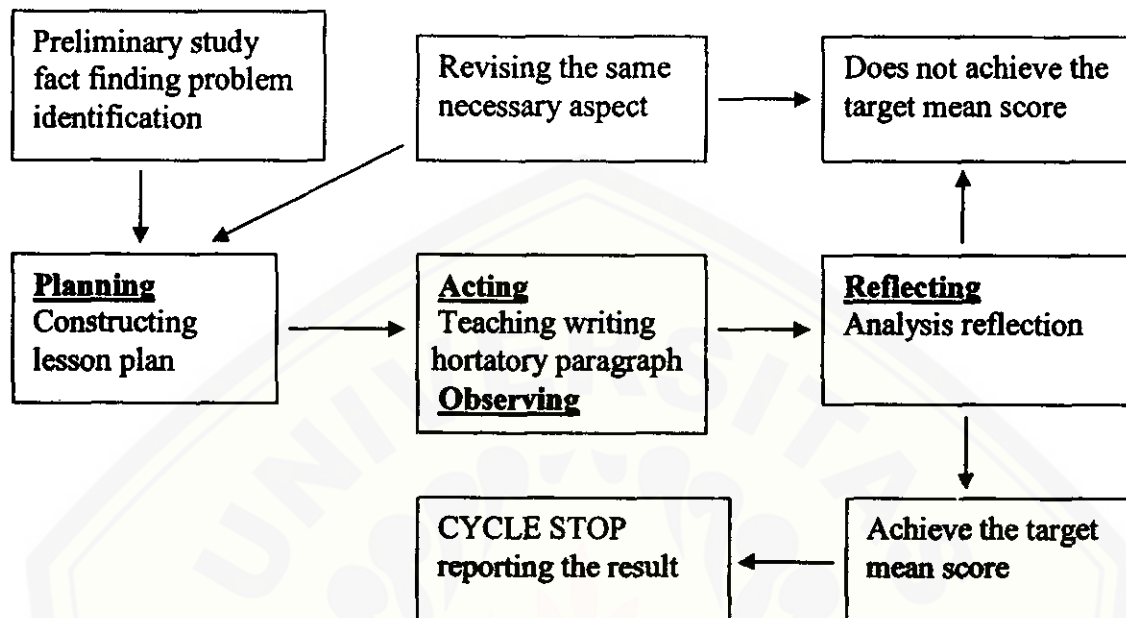 Preliminary study
fact finding problem
identification
Revising the same
necessary aspect
Does not achieve the
target mean score
Planning
Constructing
lesson plan
Acting
Teaching writing
hortatory paragraph
Observing
Reflecting
Analysis reflection
CYCLE STOP
reporting the result
Achieve the target
mean score
UNIVERSITAS